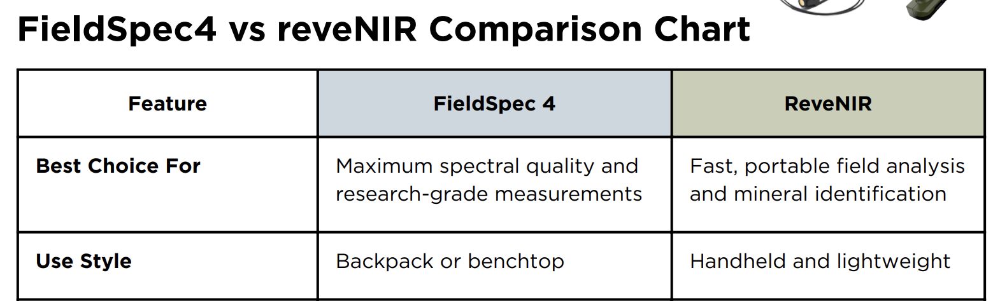 FieldSpec4 vs reveNIR Comparison Chart
Feature
FieldSpec 4
ReveNIR
Best Choice For
Maximum spectral quality and
research-grade measurements
Fast, portable field analysis
and mineral identification
Use Style
Backpack or benchtop
Handheld and lightweight